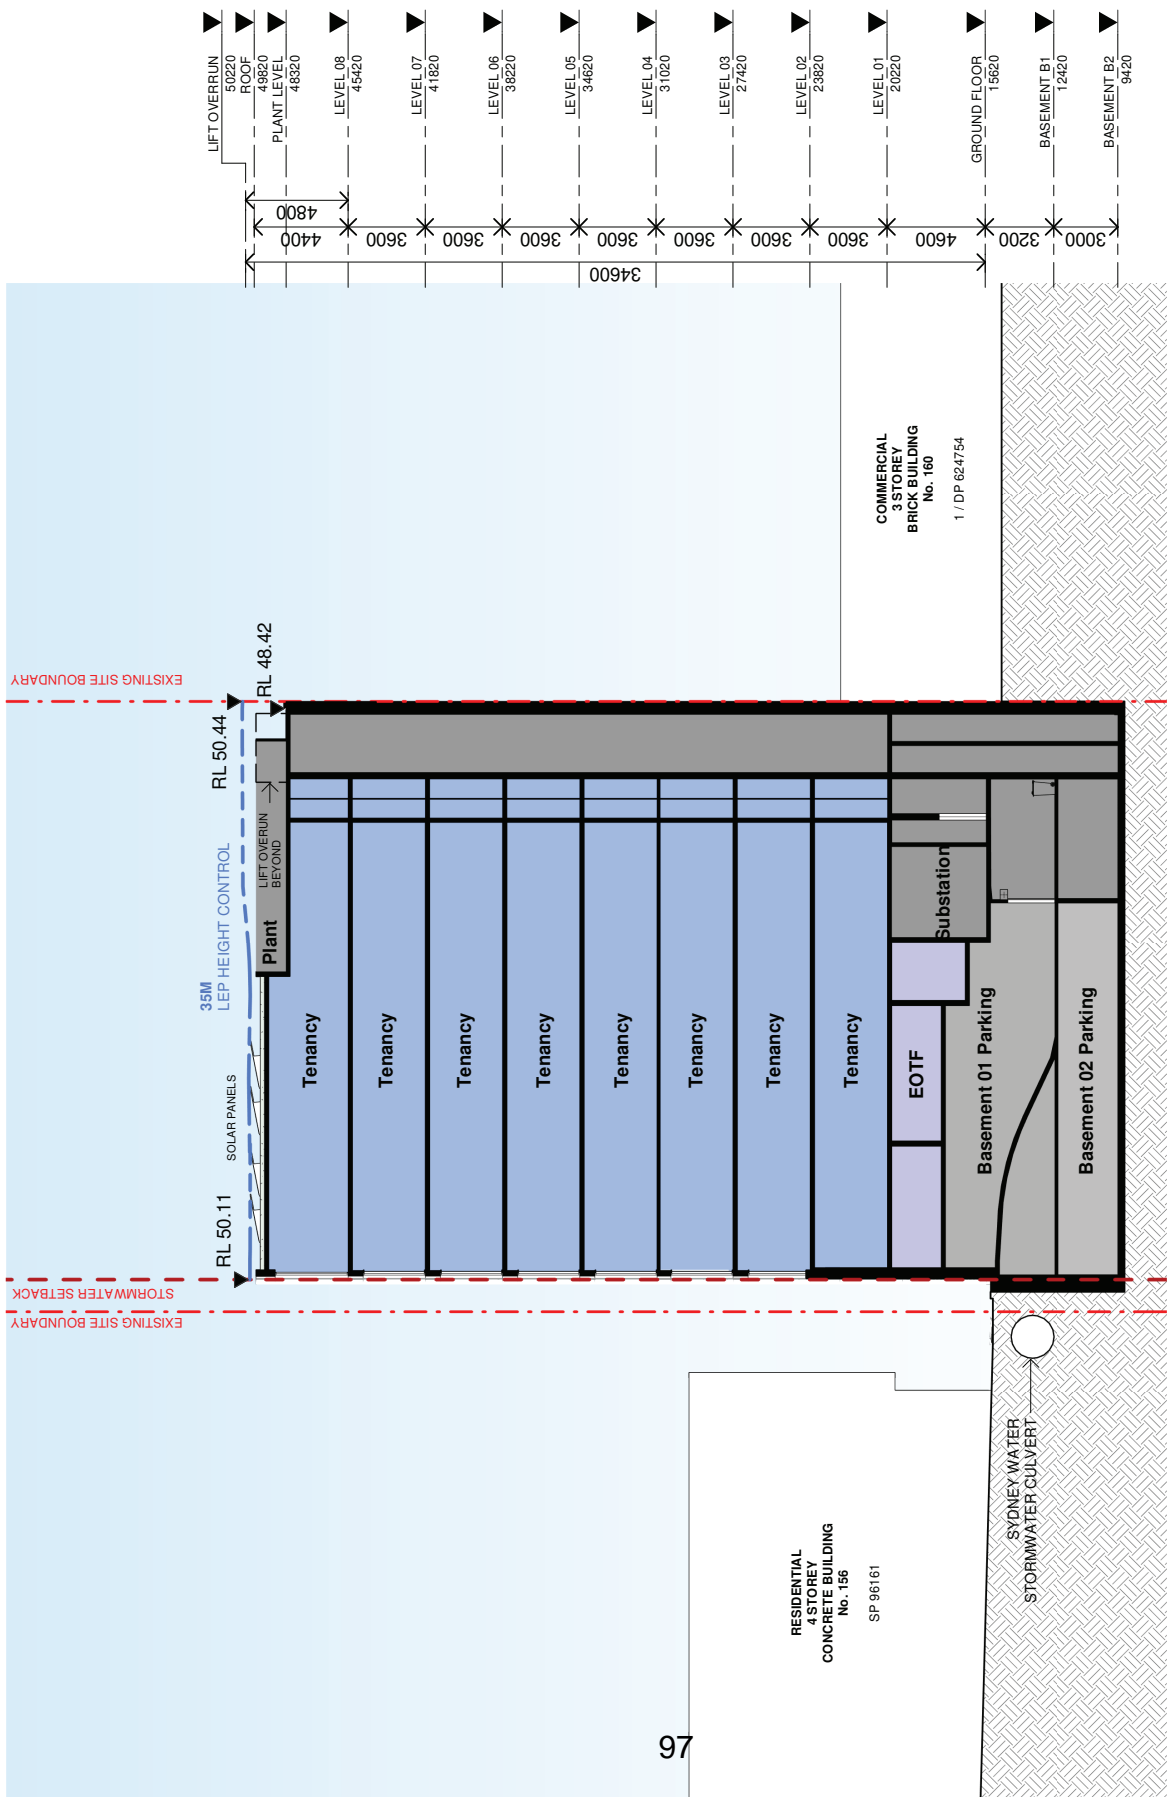 LIFT OVERRUN
50220
ROOF
49820
PLANT LEVEL
48320
LEVEL 08
45420
LEVEL 07
41820
LEVEL 06
38220
LEVEL 05
34620
LEVEL 04
31020
LEVEL 03
27420
LEVEL 02
23820
LEVEL 01
20220
GROUND FLOOR
15620
BASEMENT B1
12420
BASEMENT B2
9420
4800
4400
3600
3600
3600
3600
3600
3600
3600
4600
3200
3000
34600
EXISTING SITE BOUNDARY
RL 48.42
RL 50.44
35M
LEP HEIGHT CONTROL
LIFT OVERUN
BEYOND
Plant
SOLAR PANELS
RL 50.11
STORMWATER SETBACK
EXISTING SITE BOUNDARY
Tenancy
Tenancy
Tenancy
Tenancy
Tenancy
Tenancy
Tenancy
Tenancy
Substation
EOTF
Basement 01 Parking
Basement 02 Parking
COMMERCIAL
3 STOREY
BRICK BUILDING
No. 160
1 / DP 624754
RESIDENTIAL
4 STOREY
CONCRETE BUILDING
No. 156
SP 96161
SYDNEY WATER
STORMWATER CULVERT
97